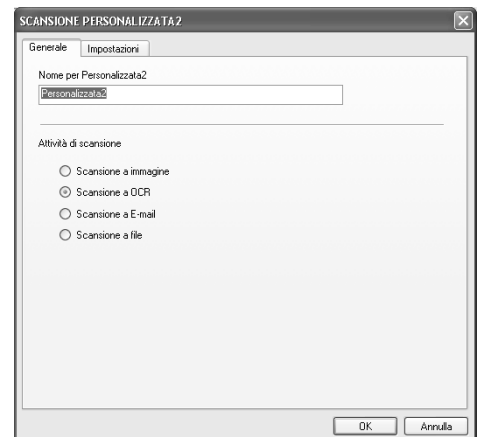 SCANSIONE PERSONALIZZATA2
Generale Impostazioni
Nome per Personalizzata2
Personalizzata2
Attività di scansione
Scansione a immagine
Scansione a OCR
Scansione a E-mail
Scansione a file
OK Annulla